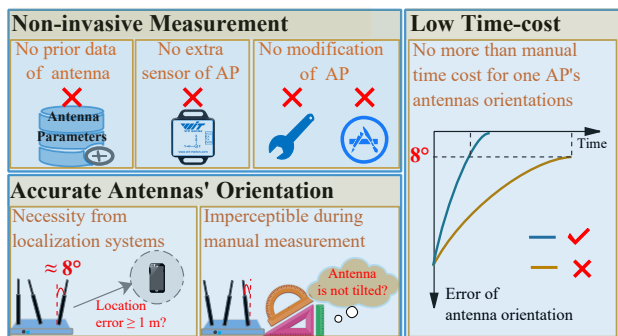 Non-invasive Measurement
No prior data
of antenna
Antenna
Parameters
No extra
sensor of AP
WIT
No modification
of AP
Accurate Antennas' Orientation
Necessity from
localization systems
≈ 8°
Location
error ≥ 1 m?
Imperceptible during
manual measurement
Antenna
is not tilted?
Low Time-cost
No more than manual
time cost for one AP's
antennas orientations
Time
8°
Error of
antenna orientation